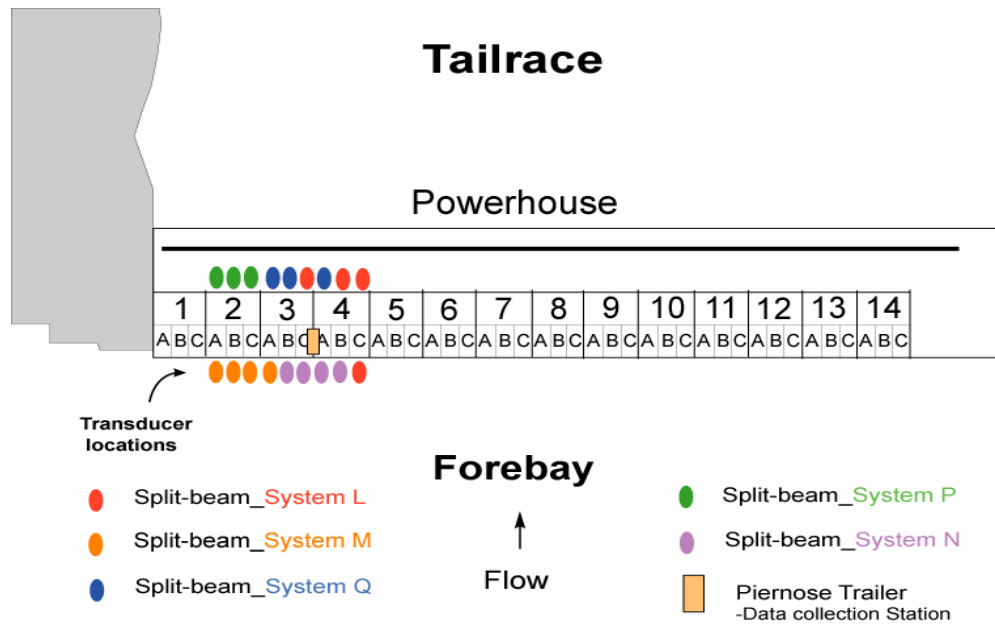 Tailrace
Powerhouse
1 2 3 4 5 6 7 8 9 10 11 12 13 14
A B C A B C A B C A B C A B C A B C A B C A B C A B C A B C A B C A B C A B C A B C
Transducer
locations
Forebay
Flow
Split-beam_System L
Split-beam_System M
Split-beam_System Q
Split-beam_System P
Split-beam_System N
Piernose Trailer
-Data collection Station